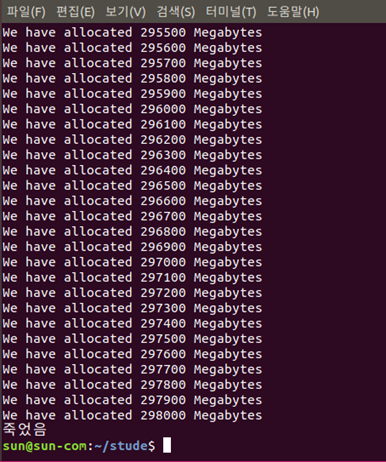 파일(F) 편집(E) 보기(V) 검색(S) 터미널(T) 도움말(H)
We have allocated 295500 Megabytes
We have allocated 295600 Megabytes
We have allocated 295700 Megabytes
We have allocated 295800 Megabytes
We have allocated 295900 Megabytes
We have allocated 296000 Megabytes
We have allocated 296100 Megabytes
We have allocated 296200 Megabytes
We have allocated 296300 Megabytes
We have allocated 296400 Megabytes
We have allocated 296500 Megabytes
We have allocated 296600 Megabytes
We have allocated 296700 Megabytes
We have allocated 296800 Megabytes
We have allocated 296900 Megabytes
We have allocated 297000 Megabytes
We have allocated 297100 Megabytes
We have allocated 297200 Megabytes
We have allocated 297300 Megabytes
We have allocated 297400 Megabytes
We have allocated 297500 Megabytes
We have allocated 297600 Megabytes
We have allocated 297700 Megabytes
We have allocated 297800 Megabytes
We have allocated 297900 Megabytes
We have allocated 298000 Megabytes
죽었음
sun@sun-com:~/stude$